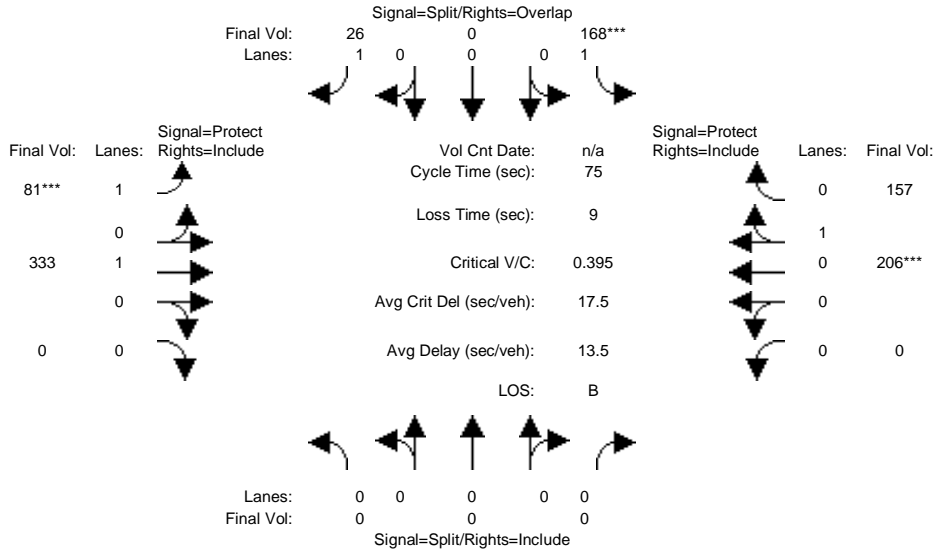 Signal=Split/Rights=Overlap
Final Vol: 26 0 168***
Lanes: 1 0 0 0 1
Signal=Protect Signal=Protect
Final Vol: Lanes: Rights=Include Vol Cnt Date: n/a Rights=Include Lanes: Final Vol:
Cycle Time (sec): 75
81*** 1 0 157
Loss Time (sec): 9
0 1
333 1 Critical V/C: 0.395 0 206***
0 Avg Crit Del (sec/veh): 17.5 0
0 0 Avg Delay (sec/veh): 13.5 0 0
LOS: B
Lanes: 0 0 0 0 0
Final Vol: 0 0 0
Signal=Split/Rights=Include